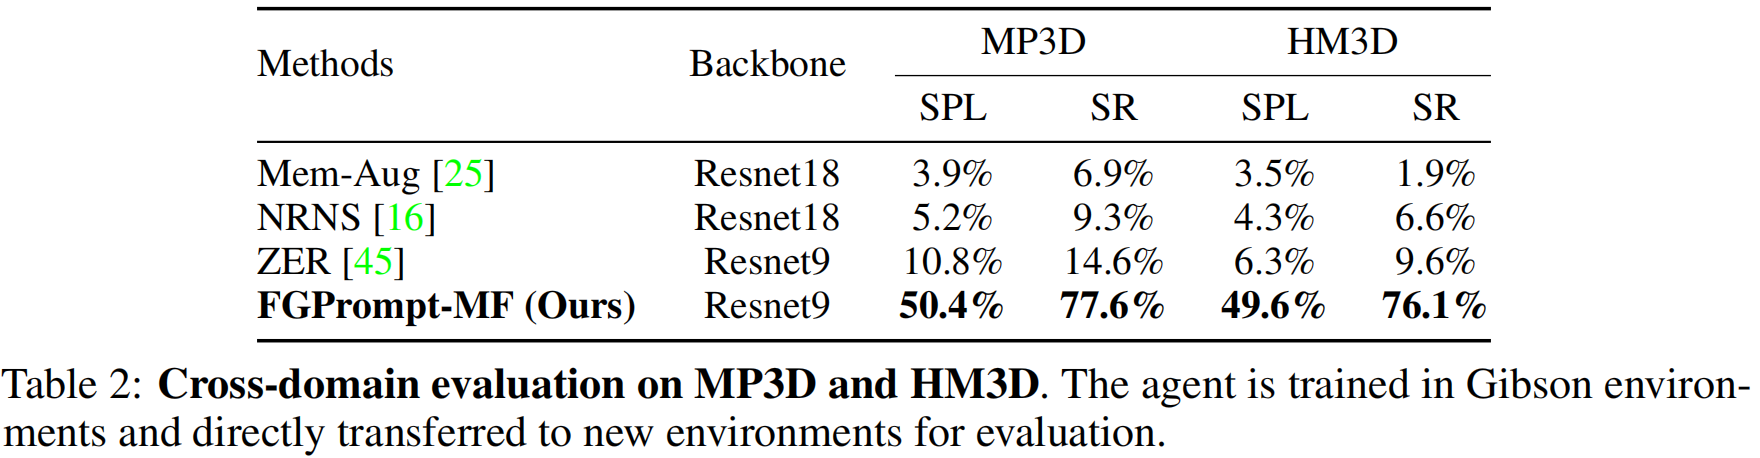 Methods Backbone MP3D HM3D
SPL SR SPL SR
Mem-Aug [25] Resnet18 3.9% 6.9% 3.5% 1.9%
NRNS [16] Resnet18 5.2% 9.3% 4.3% 6.6%
ZER [45] Resnet9 10.8% 14.6% 6.3% 9.6%
FGPrompt-MF (Ours) Resnet9 50.4% 77.6% 49.6% 76.1%
Table 2: Cross-domain evaluation on MP3D and HM3D. The agent is trained in Gibson environ-
ments and directly transferred to new environments for evaluation.